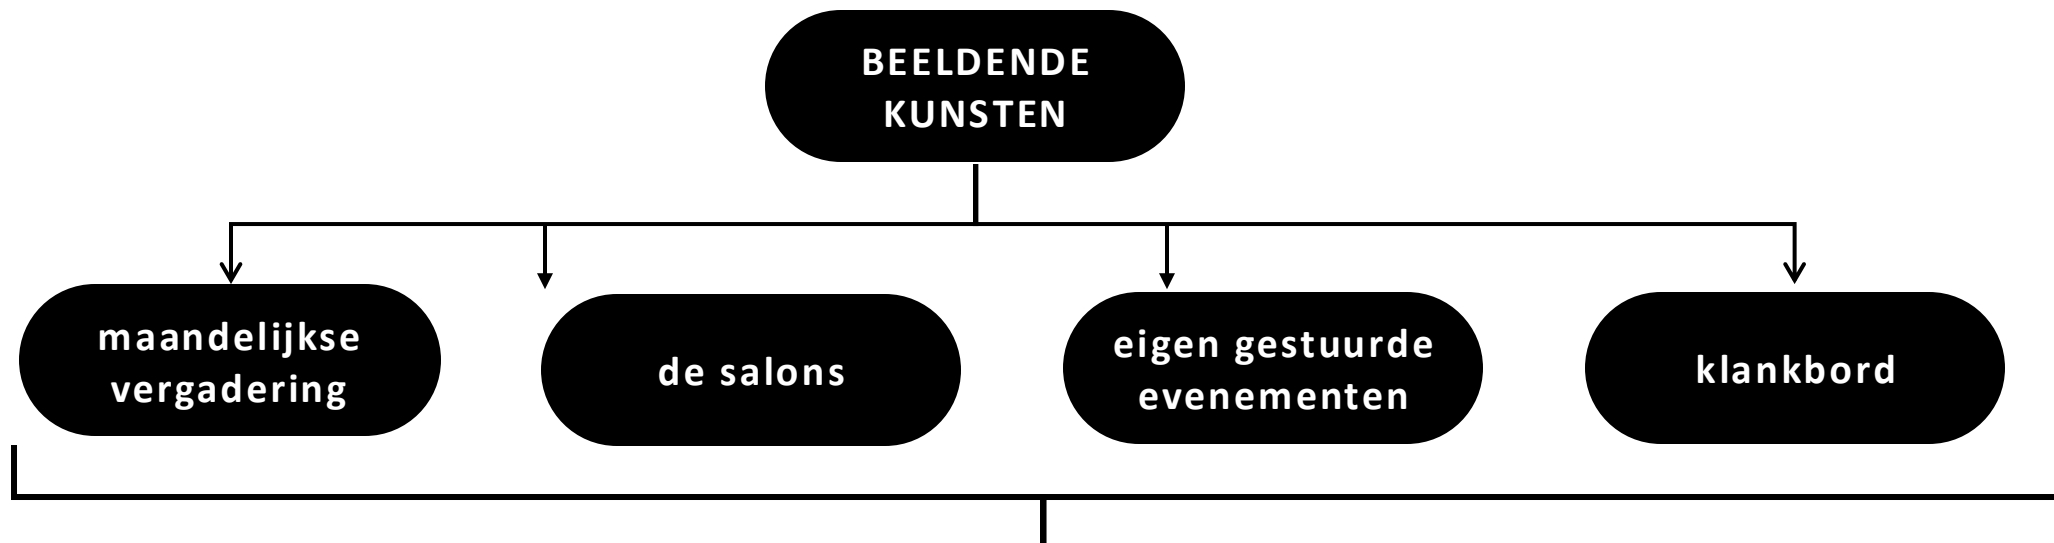 BEELDENDE
KUNSTEN
maandelijkse
vergadering
de salons
eigen gestuurde
evenementen
klankbord